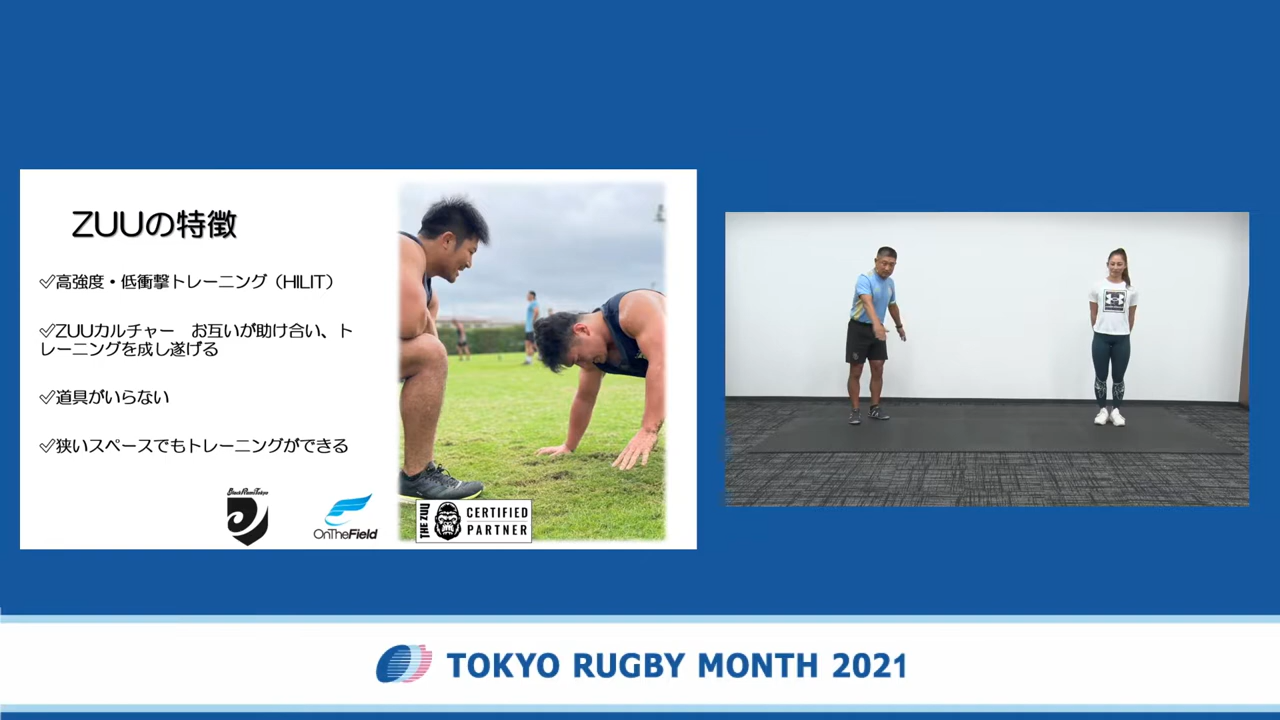 ZUUの特徴
✓高強度・低衝撃トレーニング（HILIT）
✓ZUUカルチャー　お互いが助け合い、ト
レーニングを成し遂げる
✓道具がいらない
✓狭いスペースでもトレーニングができる
BlackRamsTokyo
OnTheField
THE ZUU
CERTIFIED
PARTNER
TOKYO RUGBY MONTH 2021